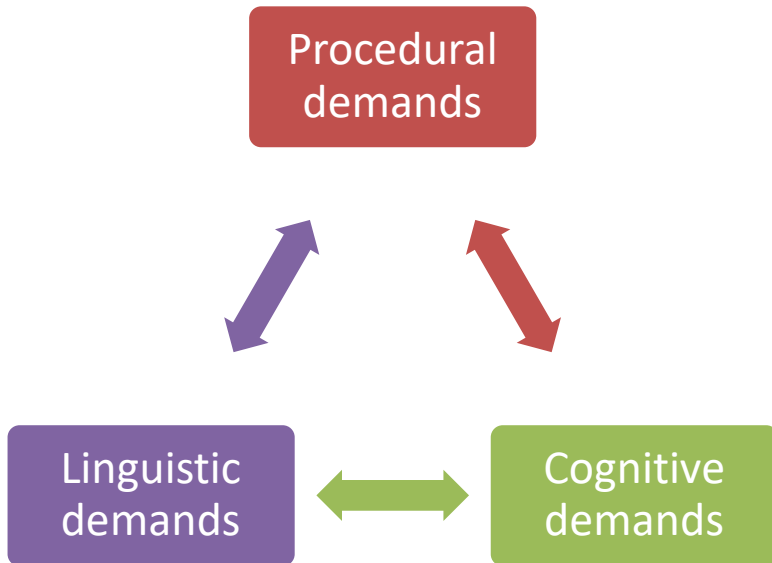 Procedural
demands
Linguistic
demands
Cognitive
demands